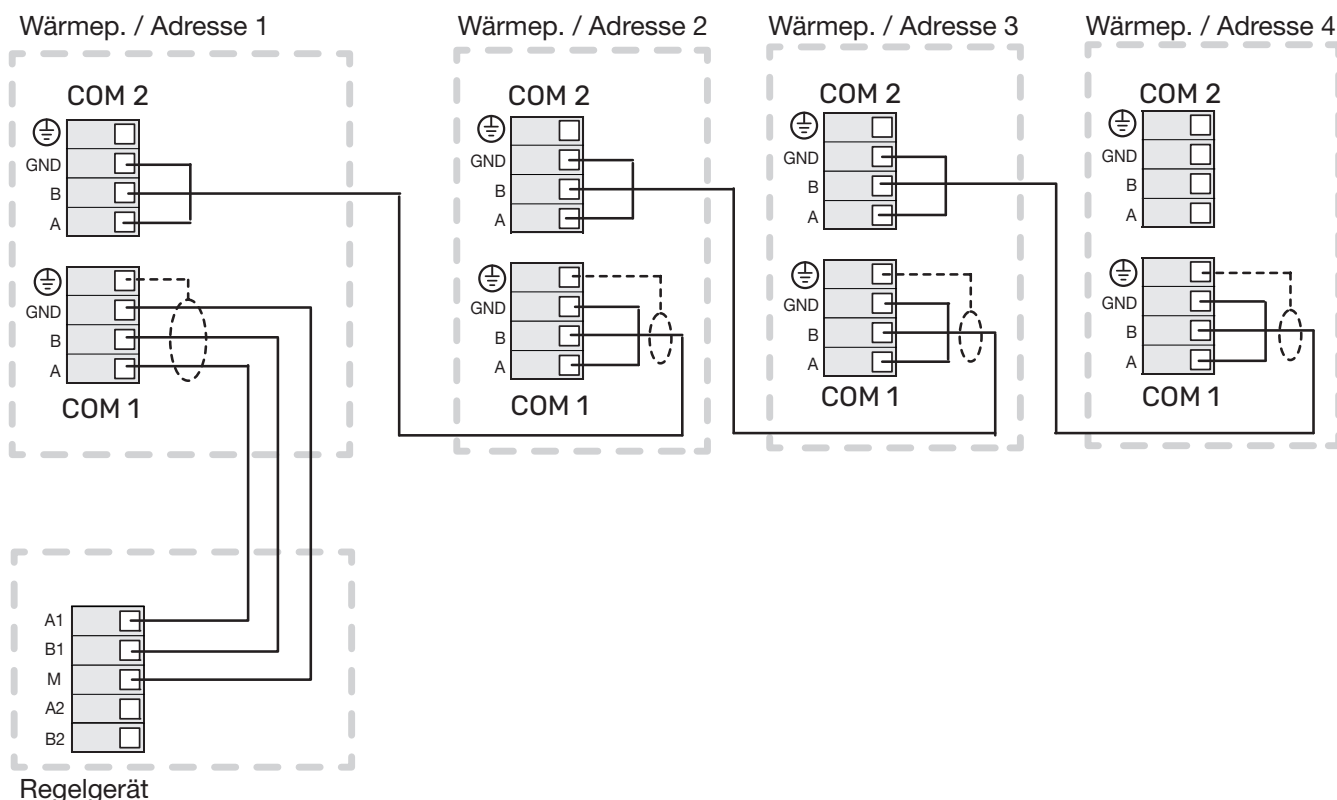 Wärmep. / Adresse 1
COM 2
GND
B
A
GND
B
A
COM 1
Wärmep. / Adresse 2
COM 2
GND
B
A
GND
B
A
COM 1
Wärmep. / Adresse 3
COM 2
GND
B
A
GND
B
A
COM 1
Wärmep. / Adresse 4
COM 2
GND
B
A
GND
B
A
COM 1
A1
B1
M
A2
B2
Regelgerät